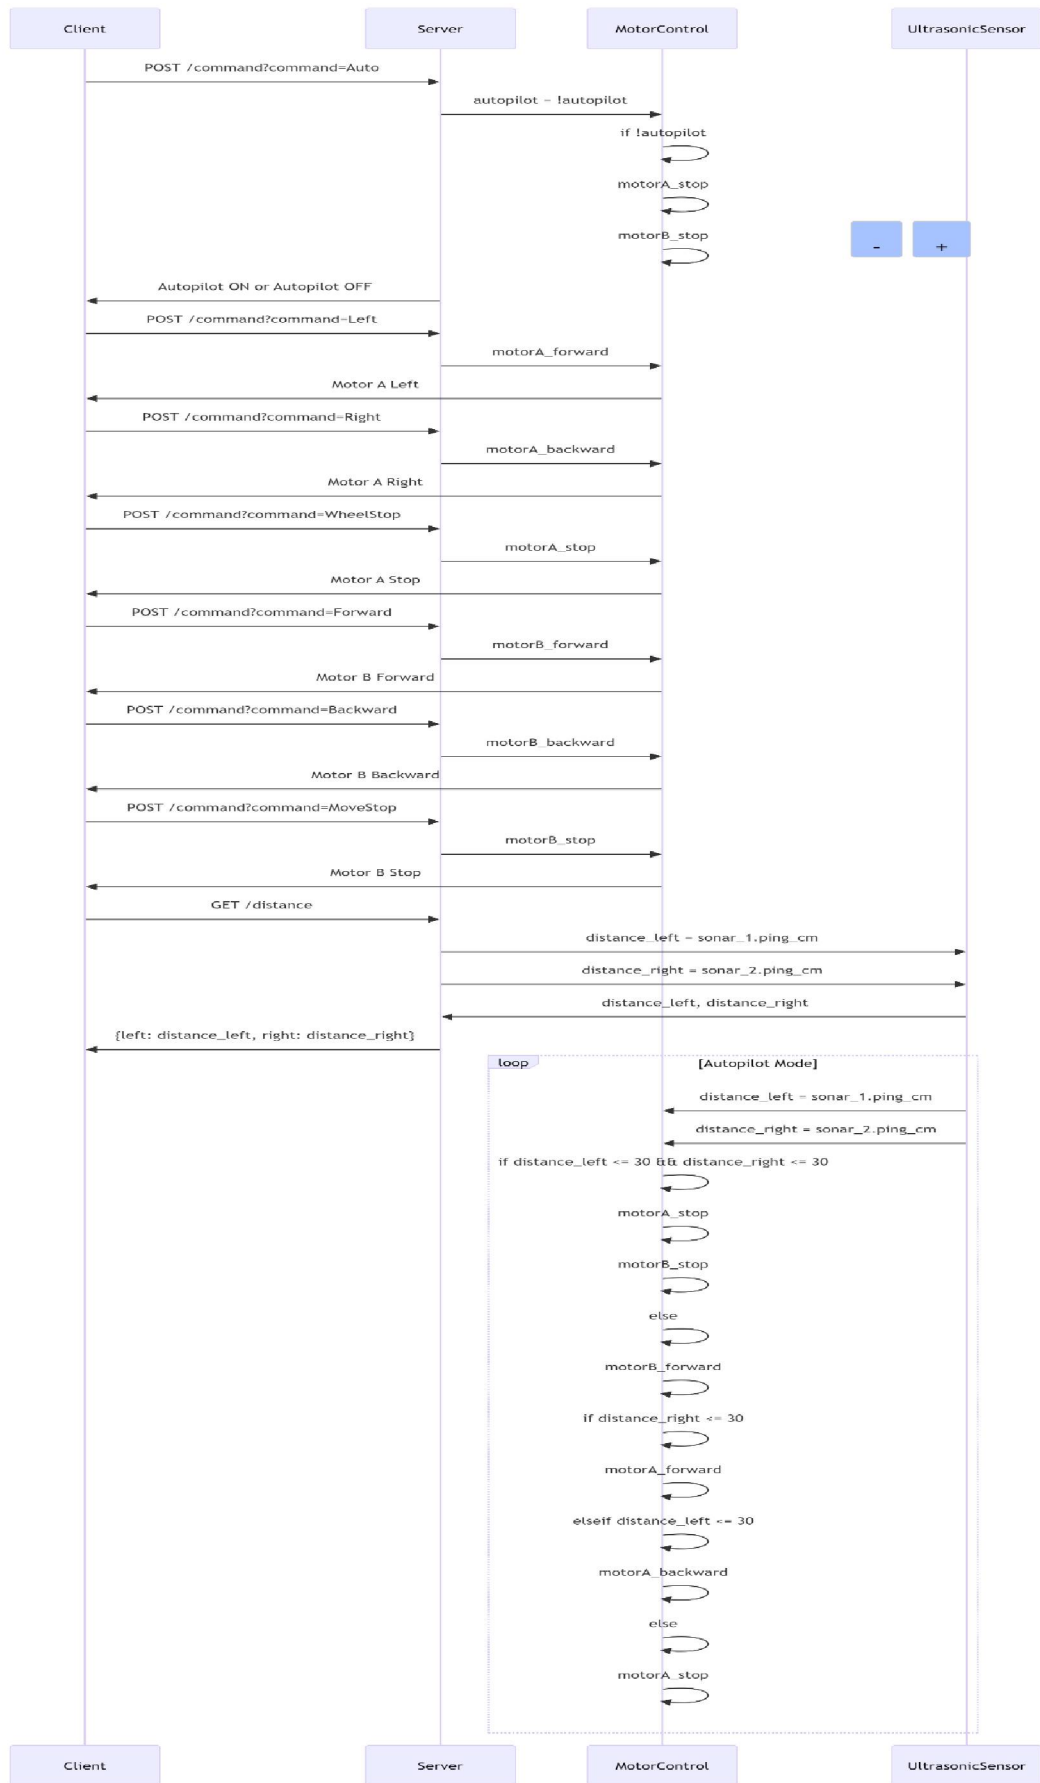 Client Server MotorControl UltrasonicSensor
POST /command?command=Auto
autopilot = !autopilot
if !autopilot
motorA_stop
motorB_stop
- +
Autopilot ON or Autopilot OFF
POST /command?command=Left
motorA_forward
Motor A Left
POST /command?command=Right
motorA_backward
Motor A Right
POST /command?command=WheelStop
motorA_stop
Motor A Stop
POST /command?command=Forward
motorB_forward
Motor B Forward
POST /command?command=Backward
motorB_backward
Motor B Backward
POST /command?command=MoveStop
motorB_stop
Motor B Stop
GET /distance
distance_left = sonar_1.ping_cm
distance_right = sonar_2.ping_cm
distance_left, distance_right
{left: distance_left, right: distance_right}
loop [Autopilot Mode]
distance_left = sonar_1.ping_cm
distance_right = sonar_2.ping_cm
if distance_left <= 30 && distance_right <= 30
motorA_stop
motorB_stop
else
motorB_forward
if distance_right <= 30
motorA_forward
elseif distance_left <= 30
motorA_backward
else
motorA_stop
Client Server MotorControl UltrasonicSensor